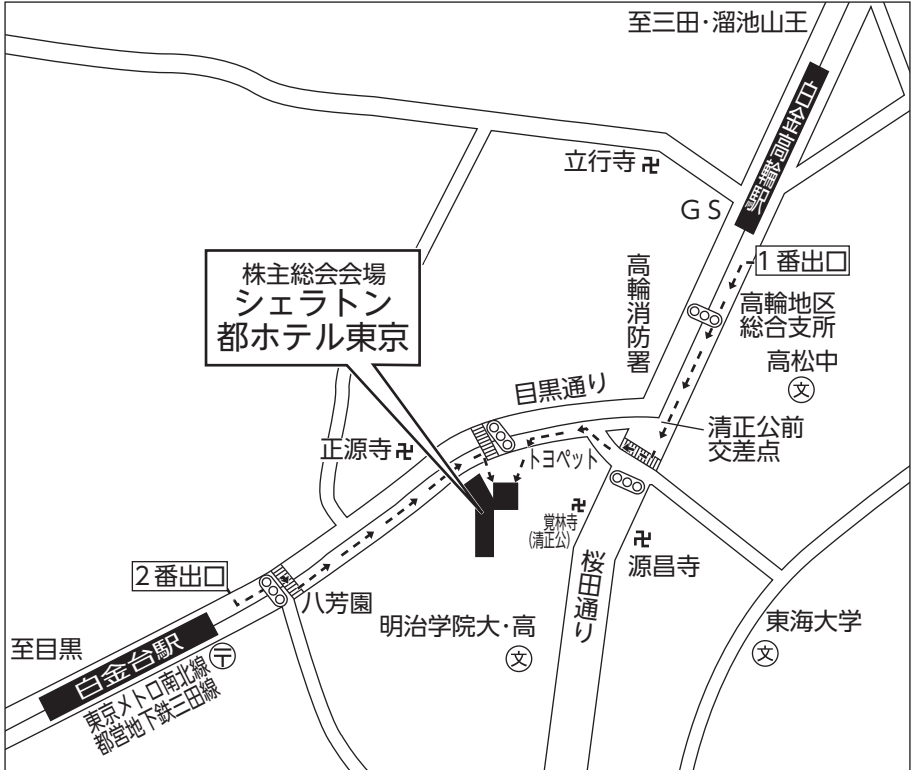 至三田・溜池山王
白金高輪駅
立行寺
GS
1番出口
高輪消防署
高輪地区
総合支所
高松中
文
株主総会会場
シェラトン
都ホテル東京
目黒通り
清正公前
交差点
正源寺
トヨペット
覚林寺
(清正公)
源昌寺
桜田通り
2番出口
八芳園
明治学院大・高
文
東海大学
文
至目黒
白金台駅
〒
東京メトロ南北線
都営地下鉄三田線